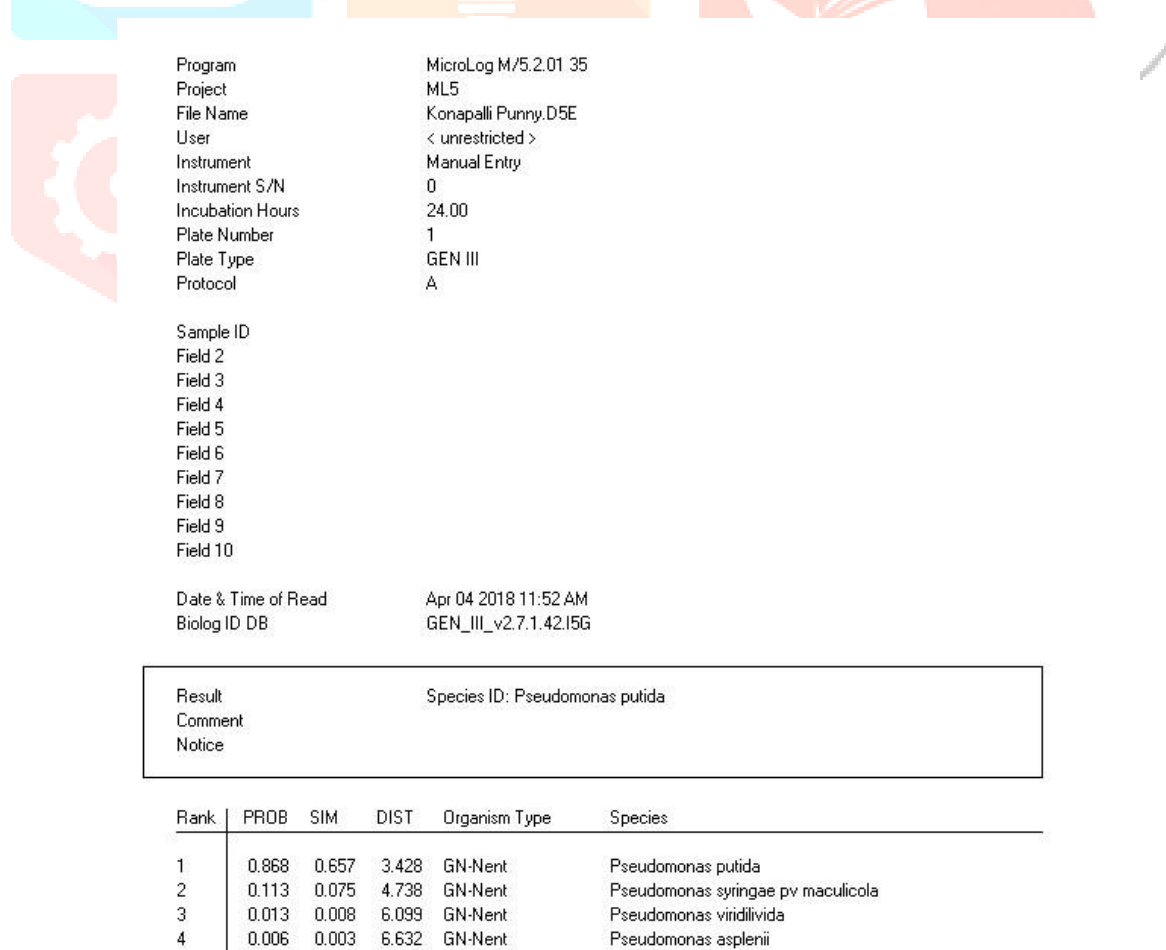 Program MicroLog M/5.2.01 35
Project ML5
File Name Konapalli Punny.D5E
User < unrestricted >
Instrument Manual Entry
Instrument S/N 0
Incubation Hours 24.00
Plate Number 1
Plate Type GEN III
Protocol A
Sample ID
Field 2
Field 3
Field 4
Field 5
Field 6
Field 7
Field 8
Field 9
Field 10
Date & Time of Read Apr 04 2018 11:52 AM
Biolog ID DB GEN_III_v2.7.1.42.I5G
Result Species ID: Pseudomonas putida
Comment
Notice
Rank PROB SIM DIST Organism Type Species
1 0.868 0.657 3.428 GN-Nent Pseudomonas putida
2 0.113 0.075 4.738 GN-Nent Pseudomonas syringae pv maculicola
3 0.013 0.008 6.099 GN-Nent Pseudomonas viridilivida
4 0.006 0.003 6.632 GN-Nent Pseudomonas asplenii